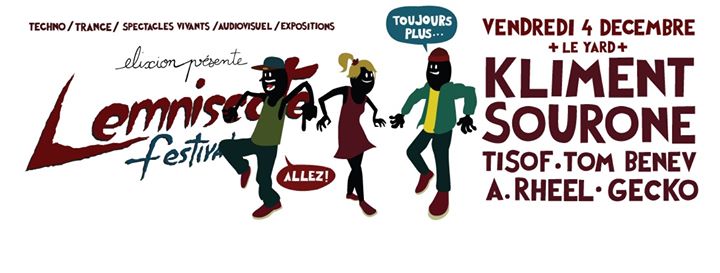 TECHNO/TRANCE/SPECTACLES VIVANTS/AUDIOVISUEL/EXPOSITIONS
elixion présente
Lemniscate
festival
ALLEZ!
TOUJOURS
PLUS...
VENDREDI 4 DECEMBRE
+ LE YARD +
KLIMENT
SOURONE
TISOF. TOM BENEV
A. RHEEL · GECKO